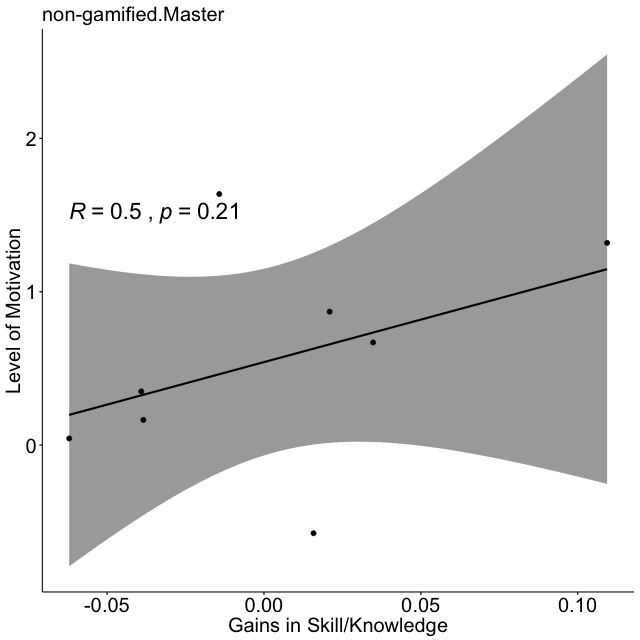 non-gamified.Master
2
R = 0.5 , p = 0.21
1
0
Level of Motivation
-0.05 0.00 0.05 0.10
Gains in Skill/Knowledge